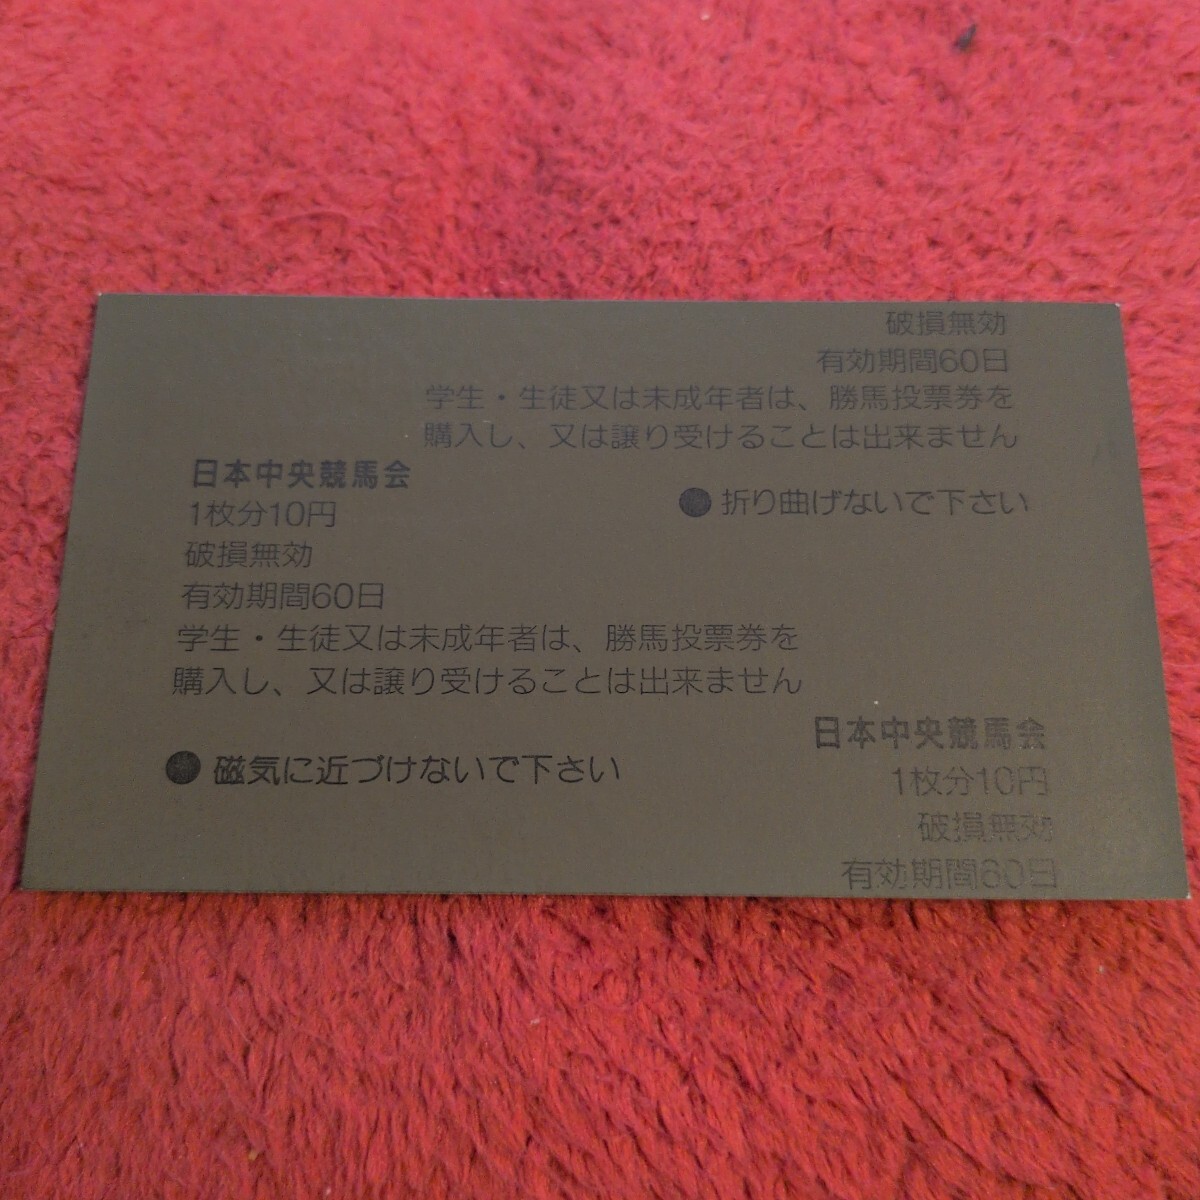 破損無効
有効期間60日
学生・生徒又は未成年者は、勝馬投票券を
購入し、又は譲り受けることは出来ません
● 折り曲げないで下さい
日本中央競馬会
1枚分10円
破損無効
有効期間60日
学生・生徒又は未成年者は、勝馬投票券を
購入し、又は譲り受けることは出来ません
● 磁気に近づけないで下さい
日本中央競馬会
1枚分10円
破損無効
有効期間60日